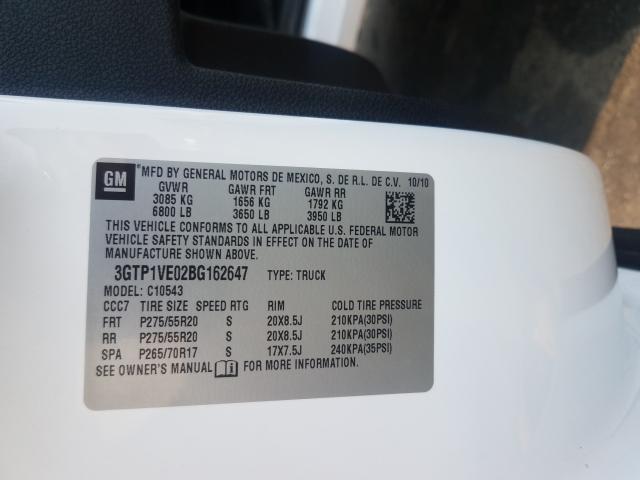 GM
*MFD BY GENERAL MOTORS DE MEXICO, S. DE R.L. DE C.V. 10/10
GVWR GAWR FRT GAWR RR
3085 KG 1656 KG 1792 KG
6800 LB 3650 LB 3950 LB
THIS VEHICLE CONFORMS TO ALL APPLICABLE U.S. FEDERAL MOTOR
VEHICLE SAFETY STANDARDS IN EFFECT ON THE DATE OF
MANUFACTURE SHOWN ABOVE.
3GTP1VE02BG162647 TYPE: TRUCK
MODEL: C10543
CCC7 TIRE SIZE SPEED RTG RIM COLD TIRE PRESSURE
FRT P275/55R20 S 20X8.5J 210KPA(30PSI)
RR P275/55R20 S 20X8.5J 210KPA(30PSI)
SPA P265/70R17 S 17X7.5J 240KPA(35PSI)
SEE OWNER'S MANUAL FOR MORE INFORMATION.